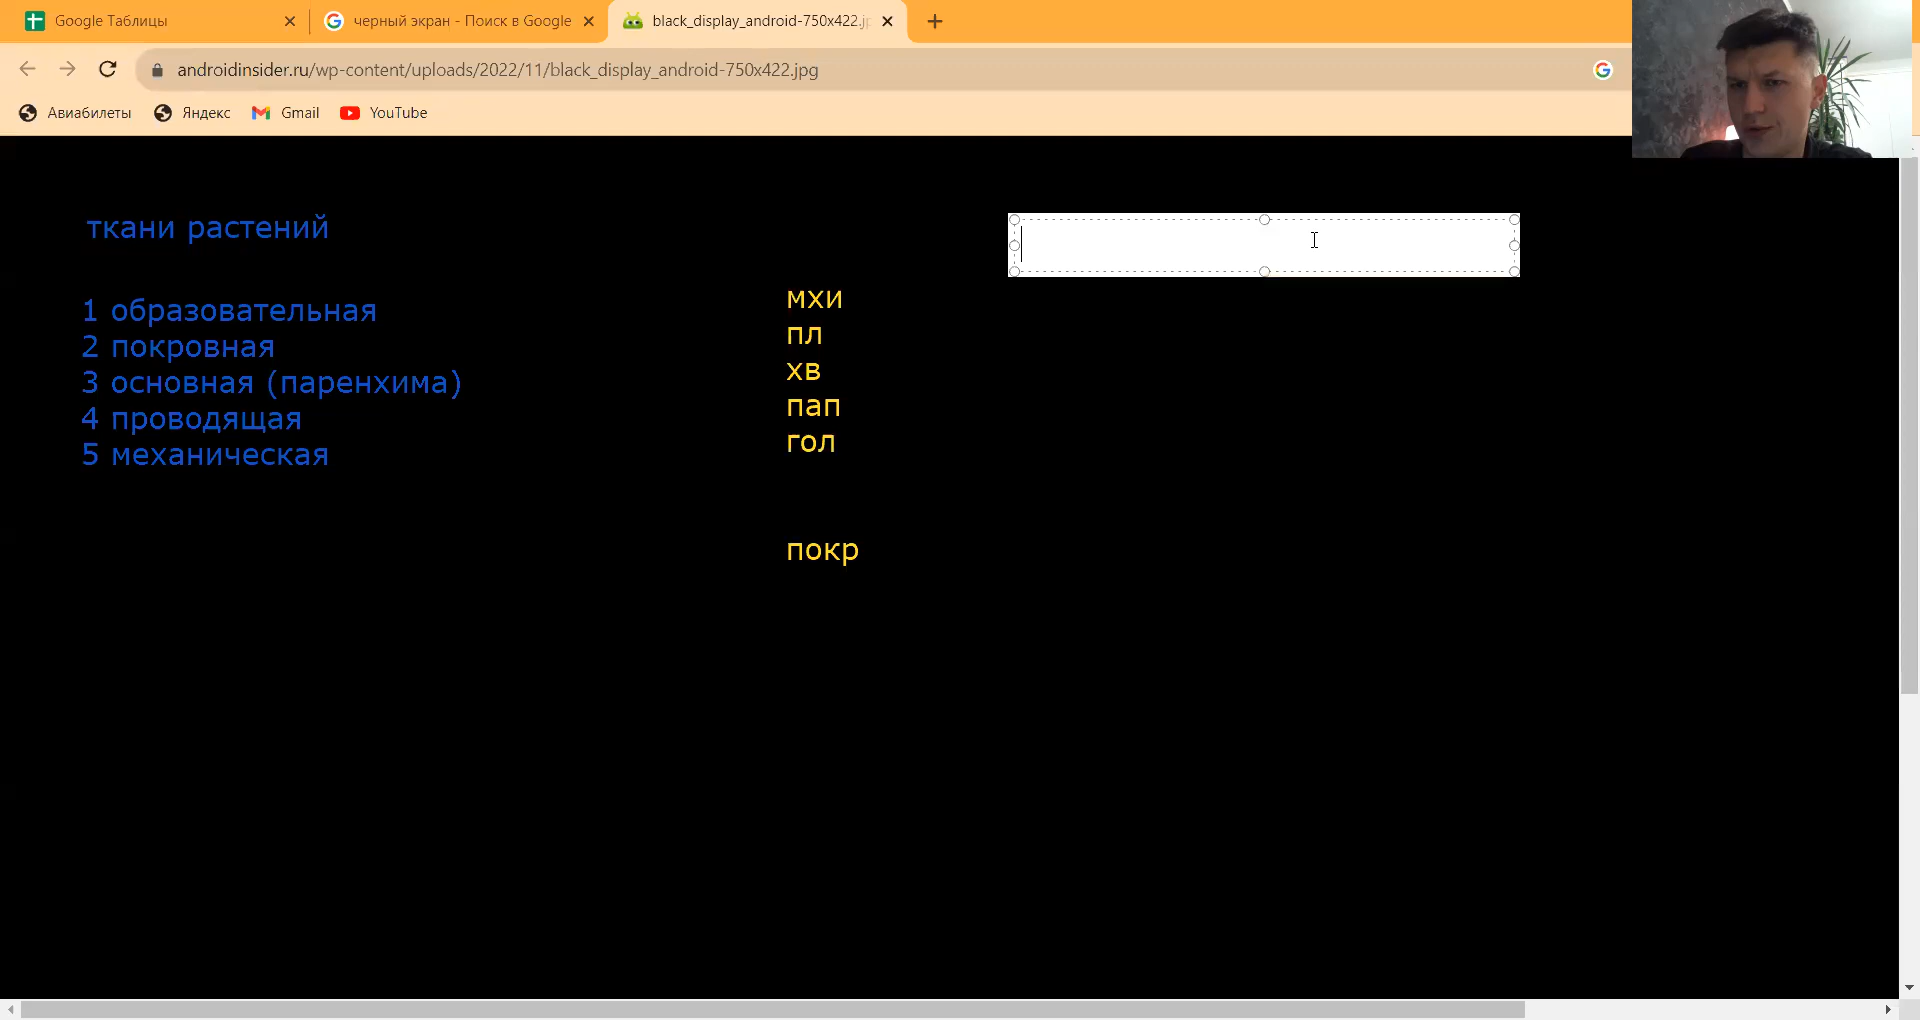 Google Таблицы
черный экран - Поиск в Google
black_display_android-750x422.j
androidinsider.ru/wp-content/uploads/2022/11/black_display_android-750x422.jpg
Авиабилеты
Яндекс
Gmail
YouTube
ткани растений
1 образовательная
2 покровная
3 основная (паренхима)
4 проводящая
5 механическая
мхи
пл
хв
пап
гол
покр